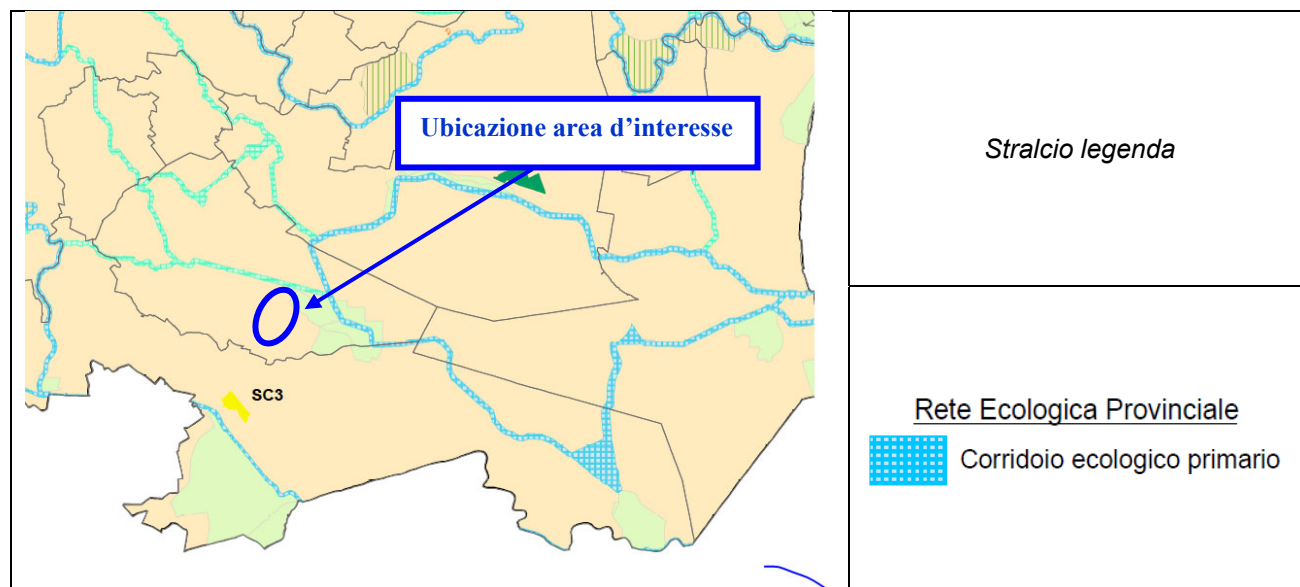 Ubicazione area d'interesse
SC3
Stralcio legenda
Rete Ecologica Provinciale
Corridoio ecologico primario